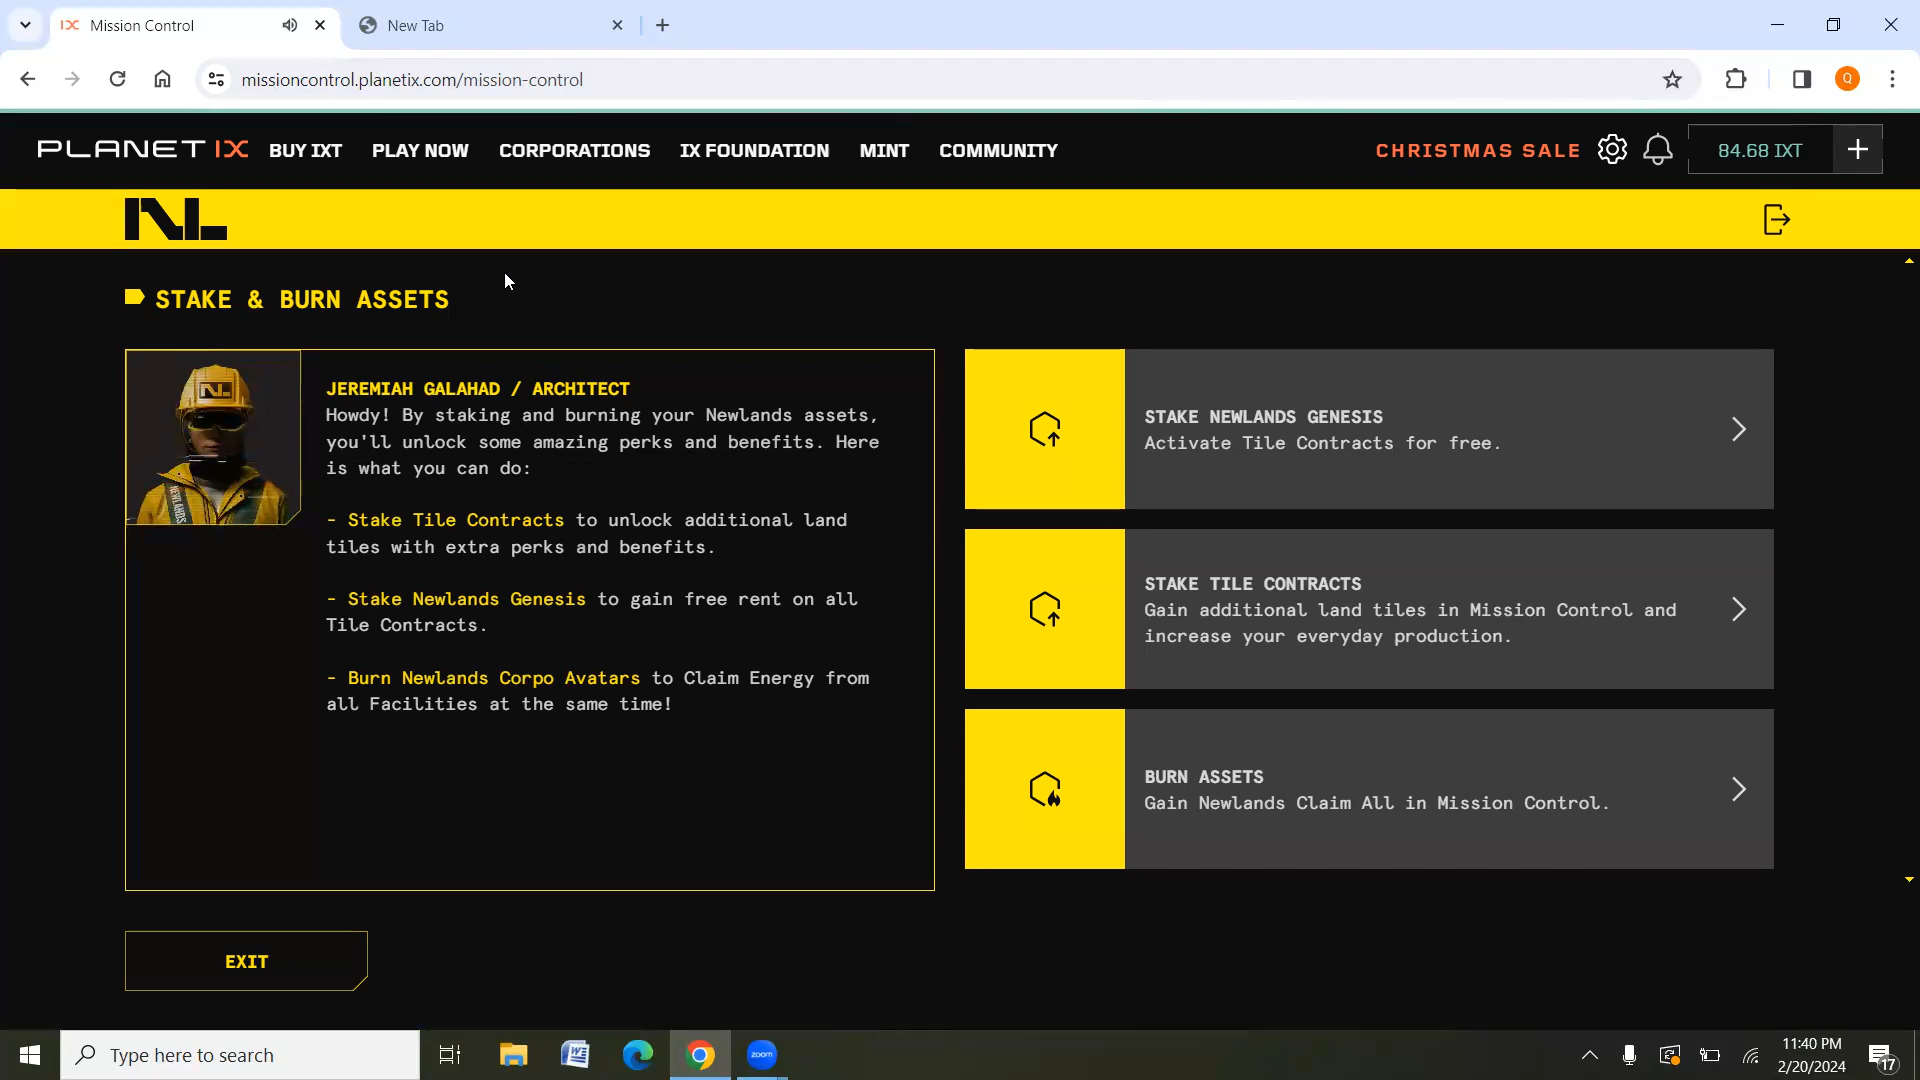 Mission Control
New Tab
missioncontrol.planetix.com/mission-control
Q
PLANET IX
BUY IXT
PLAY NOW
CORPORATIONS
IX FOUNDATION
MINT
COMMUNITY
CHRISTMAS SALE
84.68 IXT
NL
STAKE & BURN ASSETS
NL
NEWLANDS
JEREMIAH GALAHAD / ARCHITECT
Howdy! By staking and burning your Newlands assets,
you'll unlock some amazing perks and benefits. Here
is what you can do:
- Stake Tile Contracts to unlock additional land
tiles with extra perks and benefits.
- Stake Newlands Genesis to gain free rent on all
Tile Contracts.
- Burn Newlands Corpo Avatars to Claim Energy from
all Facilities at the same time!
STAKE NEWLANDS GENESIS
Activate Tile Contracts for free.
STAKE TILE CONTRACTS
Gain additional land tiles in Mission Control and
increase your everyday production.
BURN ASSETS
Gain Newlands Claim All in Mission Control.
EXIT
Type here to search
zoom
11:40 PM
2/20/2024
17